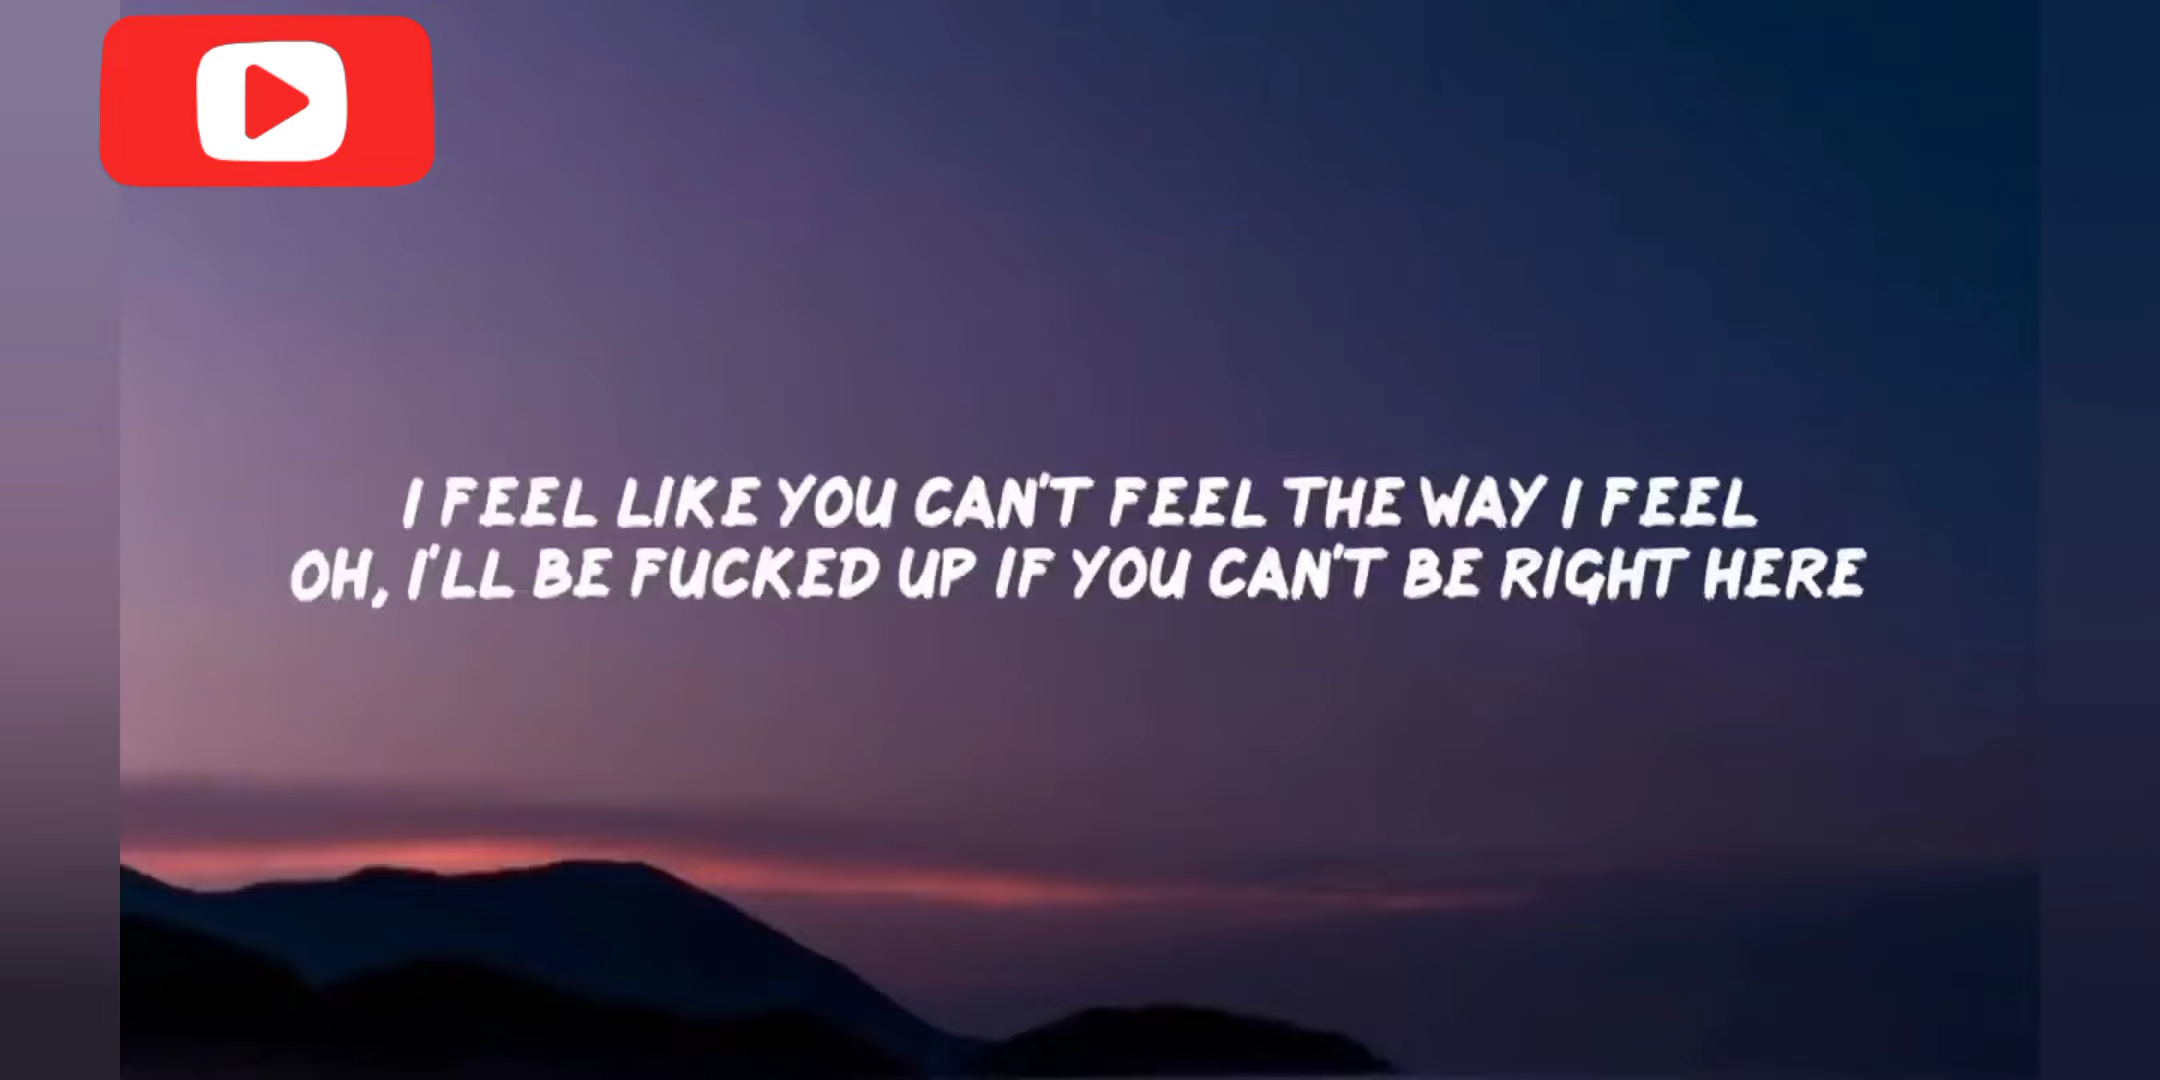 I FEEL LIKE YOU CAN'T FEEL THE WAY I FEEL
OH, I'LL BE FUCKED UP IF YOU CAN'T BE RIGHT HERE